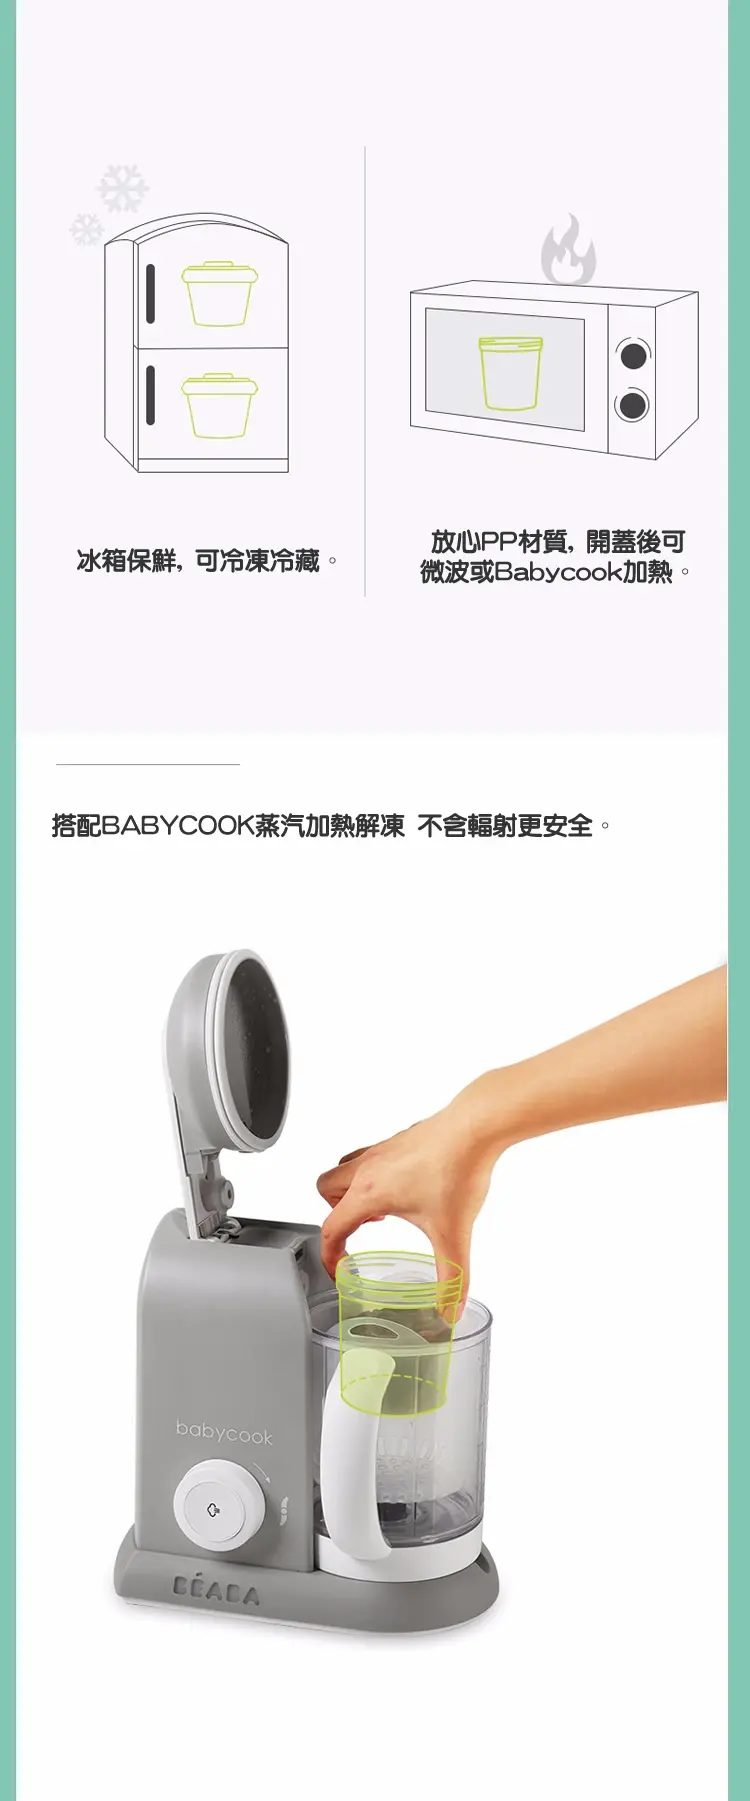 冰箱保鮮, 可冷凍冷藏。
放心PP材質, 開蓋後可
微波或Babycook加熱。
搭配BABYCOOK蒸汽加熱解凍 不含輻射更安全。
babycook
BÉABA